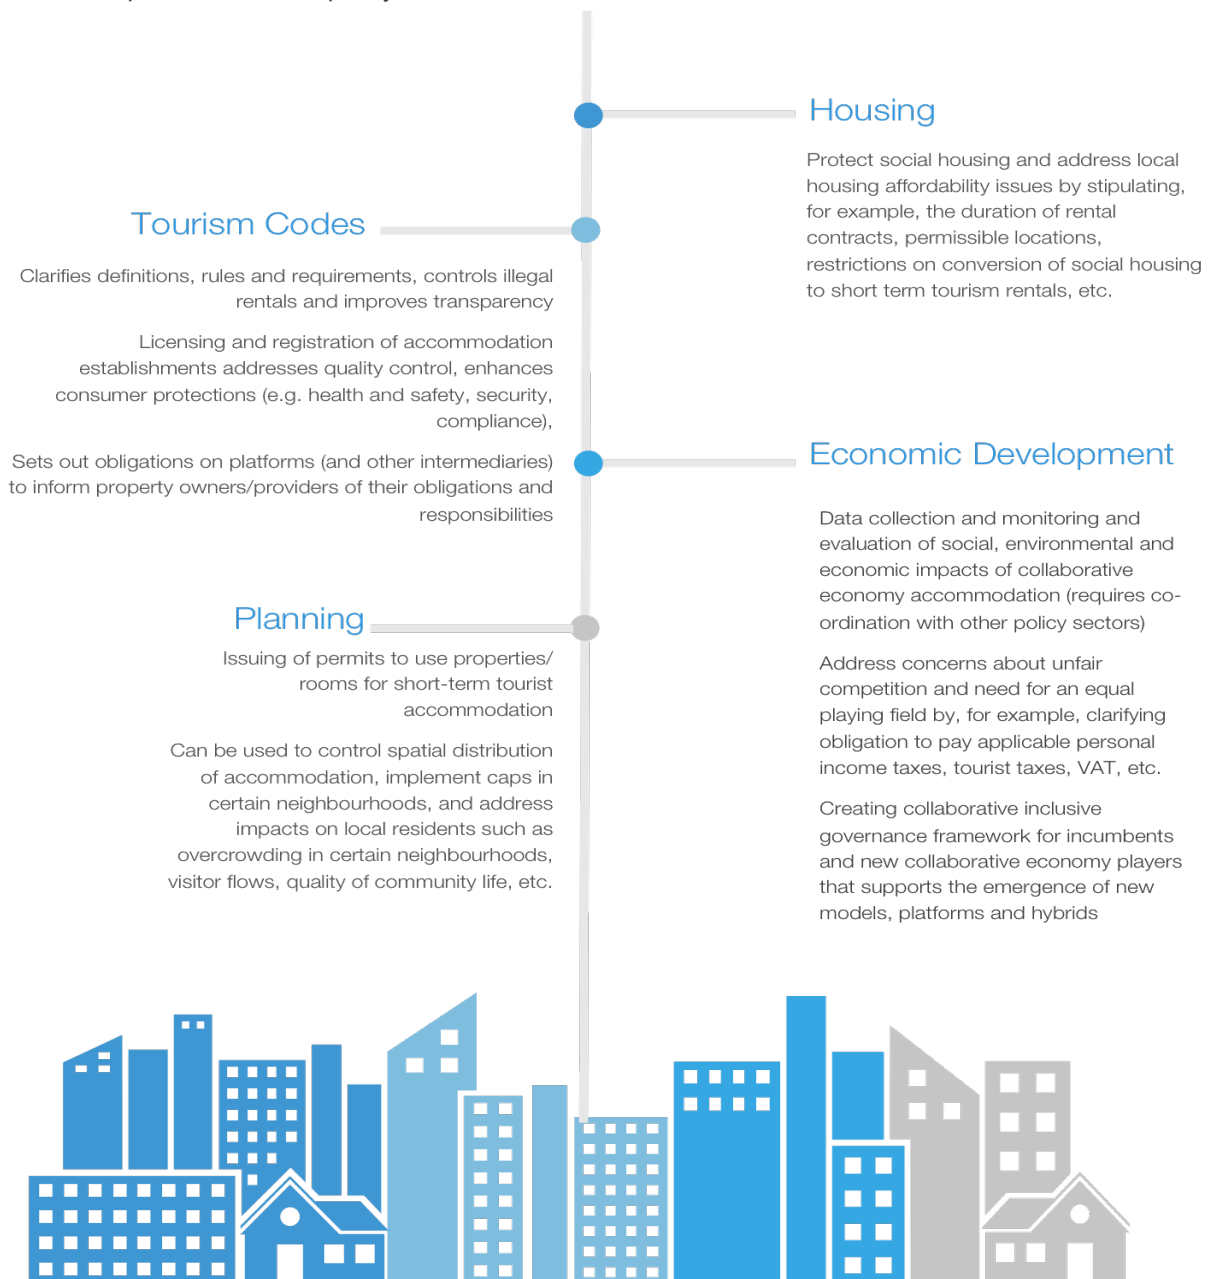 Housing
Protect social housing and address local
housing affordability issues by stipulating,
for example, the duration of rental
contracts, permissible locations,
restrictions on conversion of social housing
to short term tourism rentals, etc.
Tourism Codes
Clarifies definitions, rules and requirements, controls illegal
rentals and improves transparency
Licensing and registration of accommodation
establishments addresses quality control, enhances
consumer protections (e.g. health and safety, security,
compliance),
Sets out obligations on platforms (and other intermediaries)
to inform property owners/providers of their obligations and
responsibilities
Economic Development
Data collection and monitoring and
evaluation of social, environmental and
economic impacts of collaborative
economy accommodation (requires co-
ordination with other policy sectors)
Address concerns about unfair
competition and need for an equal
playing field by, for example, clarifying
obligation to pay applicable personal
income taxes, tourist taxes, VAT, etc.
Creating collaborative inclusive
governance framework for incumbents
and new collaborative economy players
that supports the emergence of new
models, platforms and hybrids
Planning
Issuing of permits to use properties/
rooms for short-term tourist
accommodation
Can be used to control spatial distribution
of accommodation, implement caps in
certain neighbourhoods, and address
impacts on local residents such as
overcrowding in certain neighbourhoods,
visitor flows, quality of community life, etc.